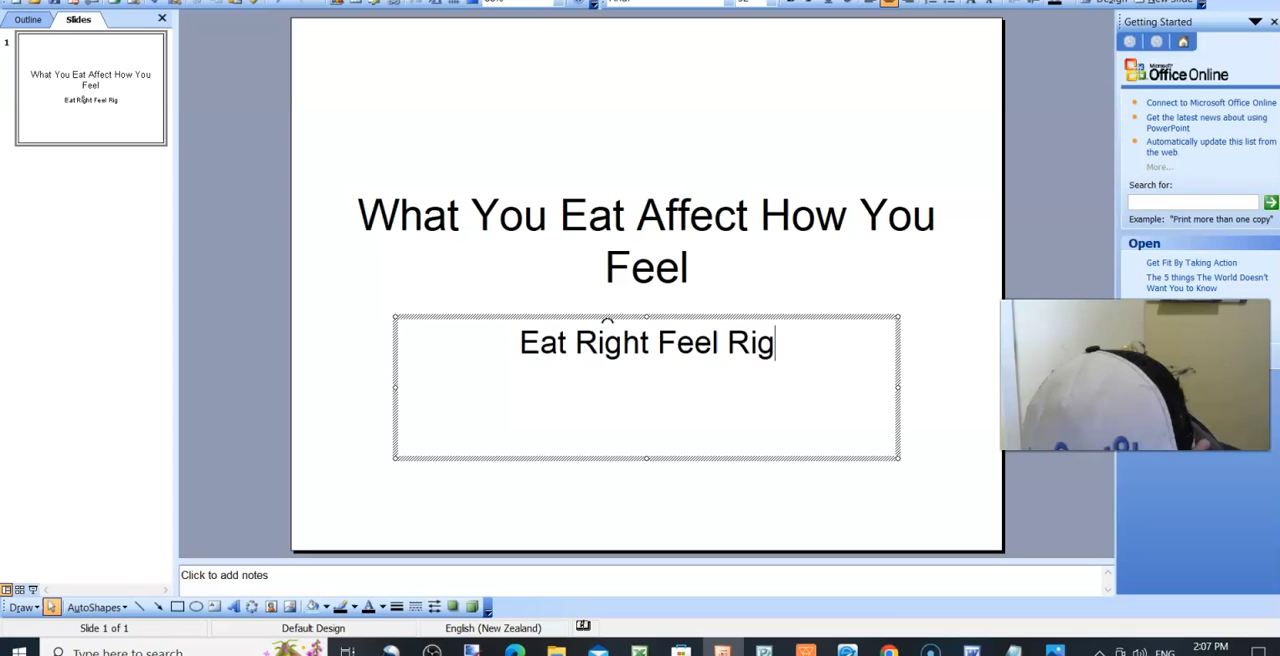 Outline
Slides
Getting Started
1
What You Eat Affect How You
Feel
Eat Right Feel Rig
What You Eat Affect How You
Feel
Eat Right Feel Rig
Microsoft
Office Online
Connect to Microsoft Office Online
Get the latest news about using
PowerPoint
Automatically update this list from
the web
More...
Search for:
Example: "Print more than one copy"
Open
Get Fit By Taking Action
The 5 things The World Doesn't
Want You to Know
Click to add notes
Draw
AutoShapes
Slide 1 of 1
Default Design
English (New Zealand)
Type here to search
ENG
2:07 PM